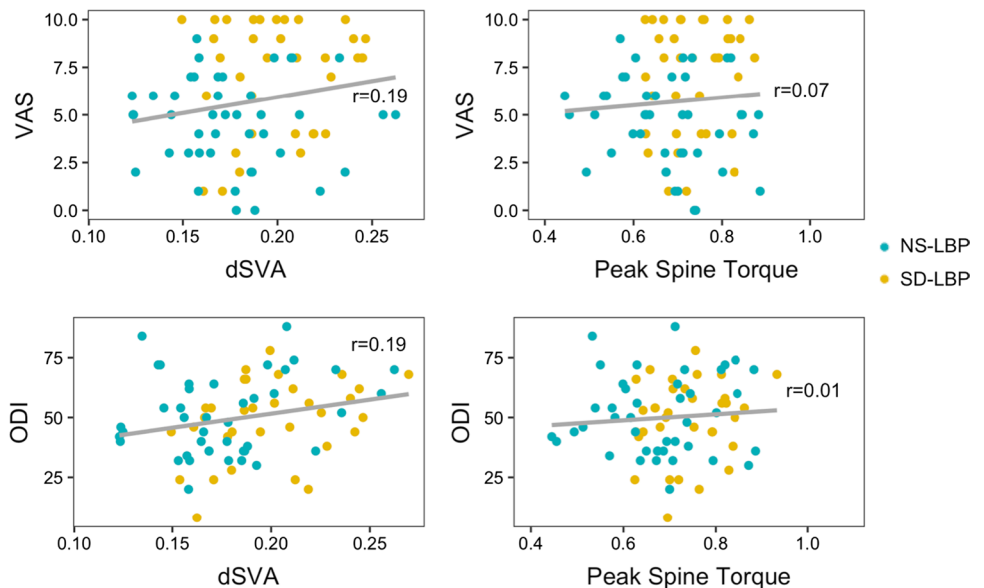 10.0
7.5
5.0
2.5
0.0
VAS
r=0.19
0.10 0.15 0.20 0.25
dSVA
10.0
7.5
5.0
2.5
0.0
VAS
r=0.07
0.4 0.6 0.8 1.0
Peak Spine Torque
NS-LBP
SD-LBP
75
50
25
ODI
r=0.19
0.10 0.15 0.20 0.25
dSVA
75
50
25
ODI
r=0.01
0.4 0.6 0.8 1.0
Peak Spine Torque